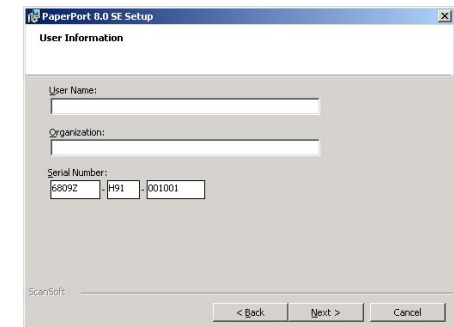 PaperPort 8.0 SE Setup
User Information
User Name:
Organization:
Serial Number:
6809Z - H91 - 001001
ScanSoft
< Back Next > Cancel